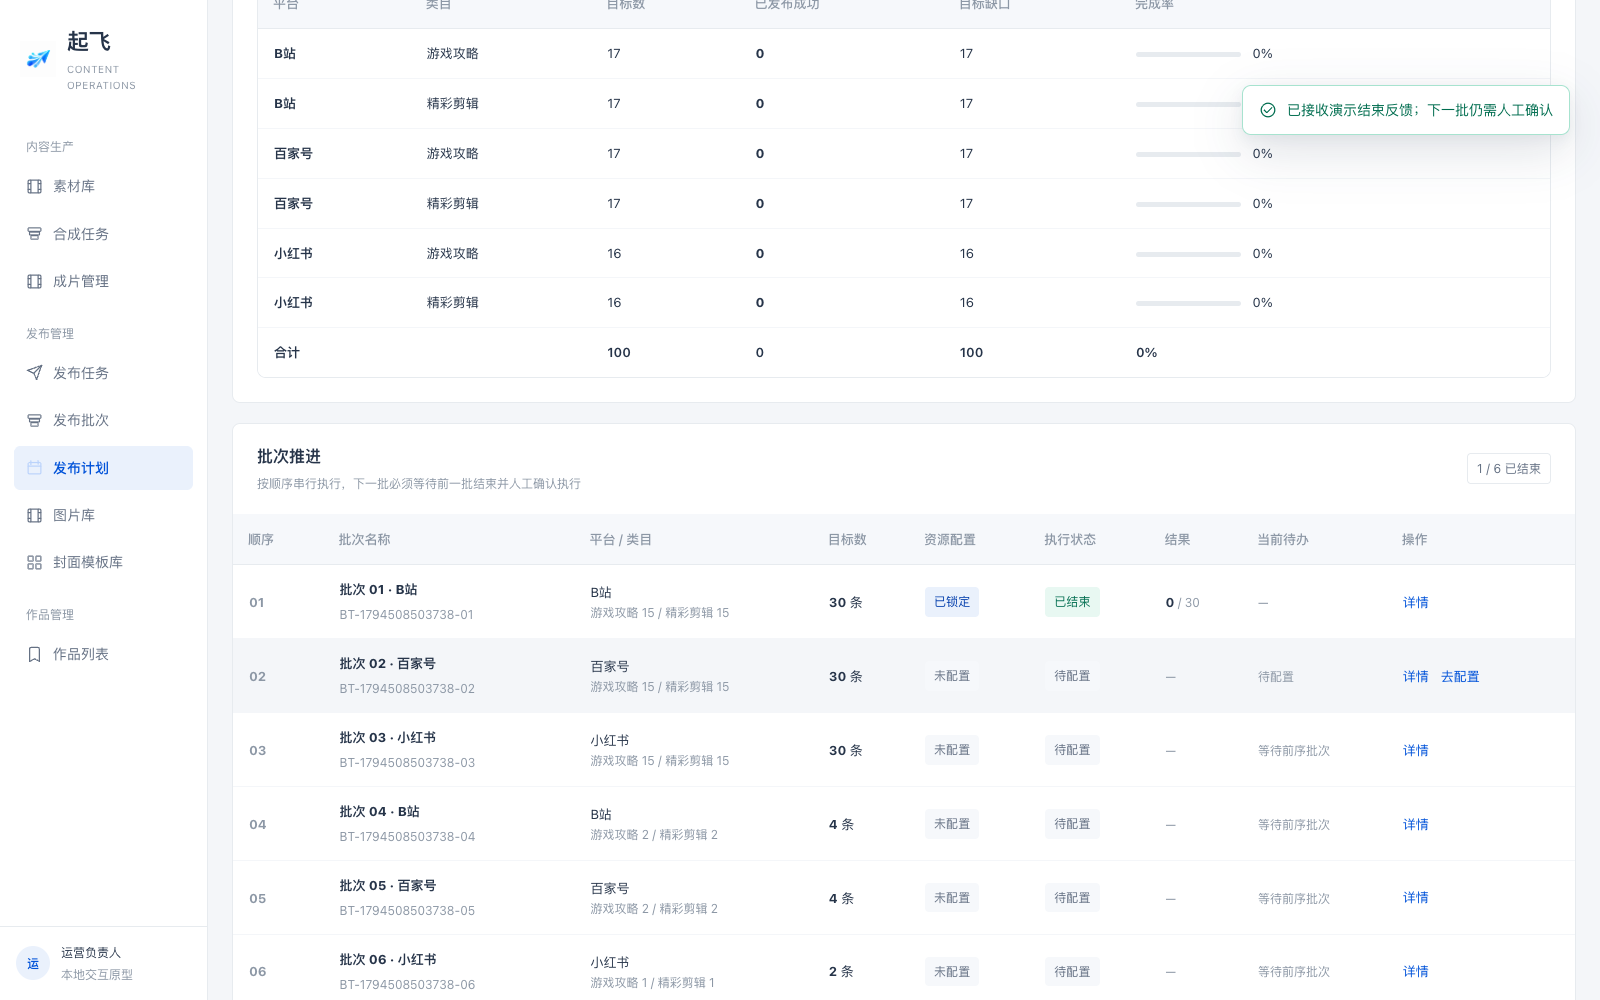 起飞
CONTENT
OPERATIONS
内容生产
素材库
合成任务
成片管理
发布管理
发布任务
发布批次
发布计划
图片库
封面模板库
作品管理
作品列表
运
运营负责人
本地交互原型
平台 类目 目标数 已发布成功 目标缺口 完成率
B站 游戏攻略 17 0 17 0%
B站 精彩剪辑 17 0 17
已接收演示结束反馈；下一批仍需人工确认
百家号 游戏攻略 17 0 17 0%
百家号 精彩剪辑 17 0 17 0%
小红书 游戏攻略 16 0 16 0%
小红书 精彩剪辑 16 0 16 0%
合计 100 0 100 0%
批次推进
按顺序串行执行，下一批必须等待前一批结束并人工确认执行
1 / 6 已结束
顺序 批次名称 平台 / 类目 目标数 资源配置 执行状态 结果 当前待办 操作
01 批次 01 · B站 B站 30 条 已锁定 已结束 0 / 30 — 详情
BT-1794508503738-01 游戏攻略 15 / 精彩剪辑 15
02 批次 02 · 百家号 百家号 30 条 未配置 待配置 — 待配置 详情 去配置
BT-1794508503738-02 游戏攻略 15 / 精彩剪辑 15
03 批次 03 · 小红书 小红书 30 条 未配置 待配置 — 等待前序批次 详情
BT-1794508503738-03 游戏攻略 15 / 精彩剪辑 15
04 批次 04 · B站 B站 4 条 未配置 待配置 — 等待前序批次 详情
BT-1794508503738-04 游戏攻略 2 / 精彩剪辑 2
05 批次 05 · 百家号 百家号 4 条 未配置 待配置 — 等待前序批次 详情
BT-1794508503738-05 游戏攻略 2 / 精彩剪辑 2
06 批次 06 · 小红书 小红书 2 条 未配置 待配置 — 等待前序批次 详情
BT-1794508503738-06 游戏攻略 1 / 精彩剪辑 1